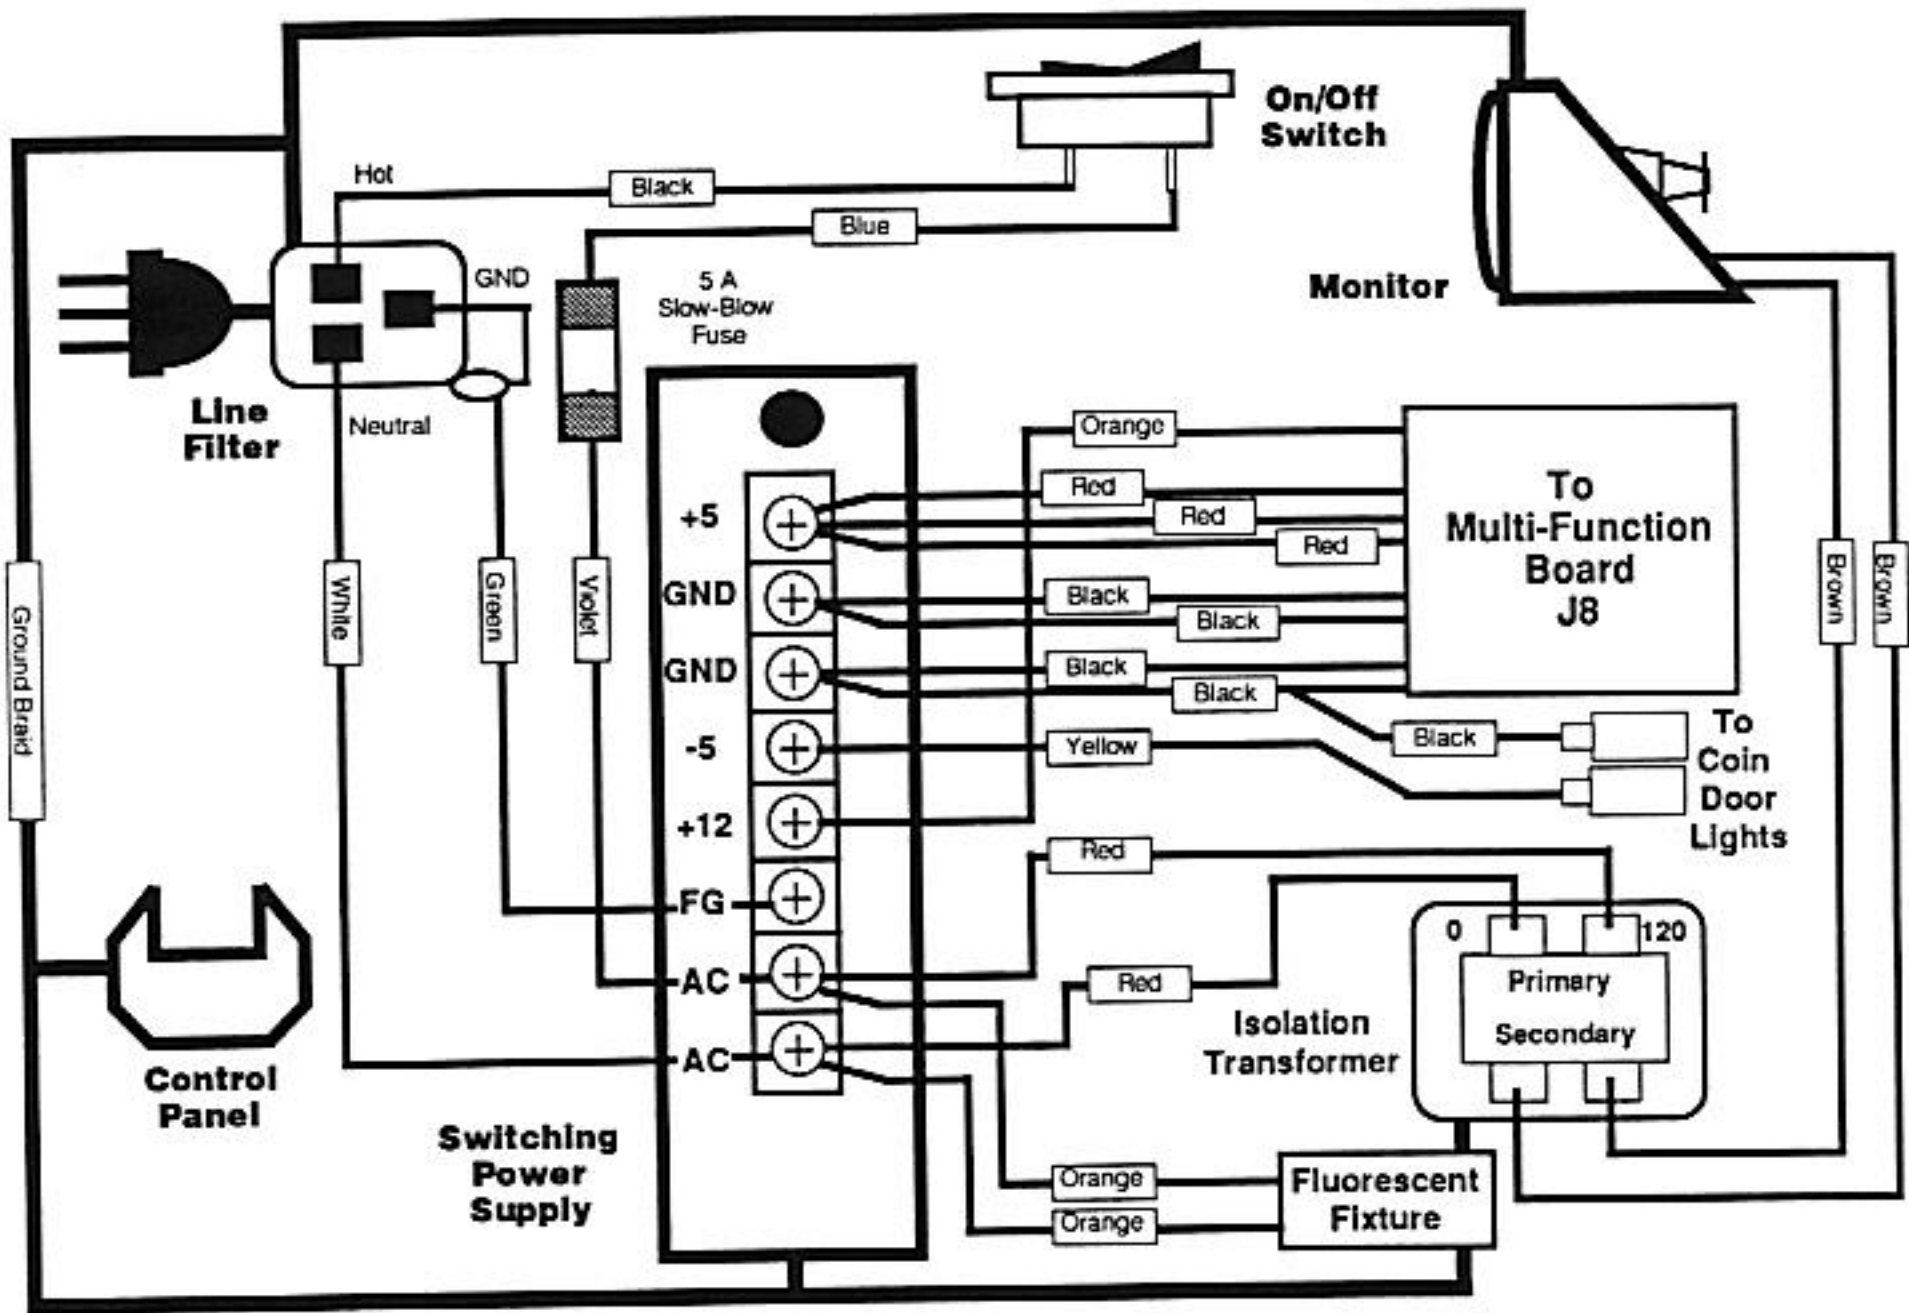 On/Off
Switch
Hot
Black
Blue
GND
5 A
Slow-Blow
Fuse
Monitor
Line
Filter
Neutral
Orange
Red
Red
Red
To
Multi-Function
Board
J8
+5
GND
Black
Black
GND
Black
Black
-5
Yellow
Black
To
Coin
Door
Lights
+12
Red
FG
AC
Red
AC
Ground Braid
White
Green
Violet
Brown
Brown
0
120
Primary
Secondary
Isolation
Transformer
Control
Panel
Switching
Power
Supply
Orange
Orange
Fluorescent
Fixture